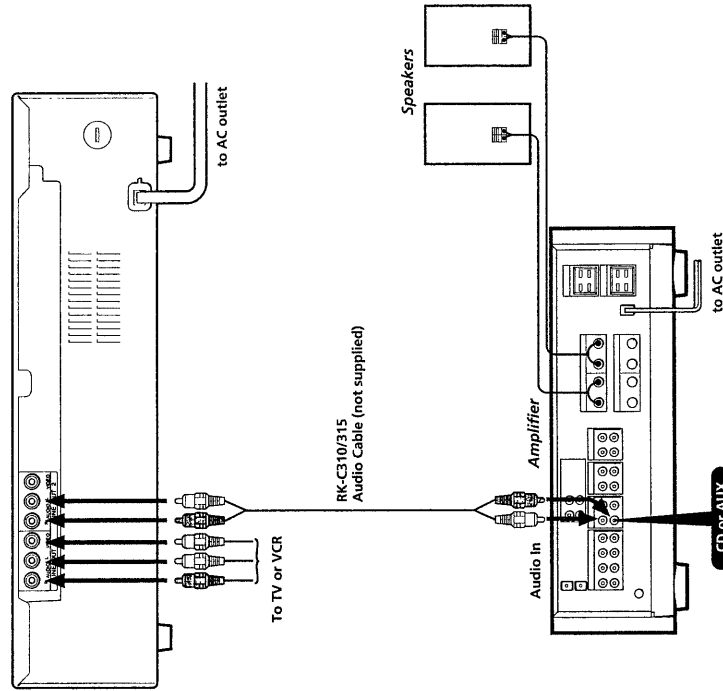 VIDEO
to AC outlet
To TV or VCR
RK-C310/315
Audio Cable (not supplied)
Speakers
Audio In
Amplifier
CD or AUX
to AC outlet